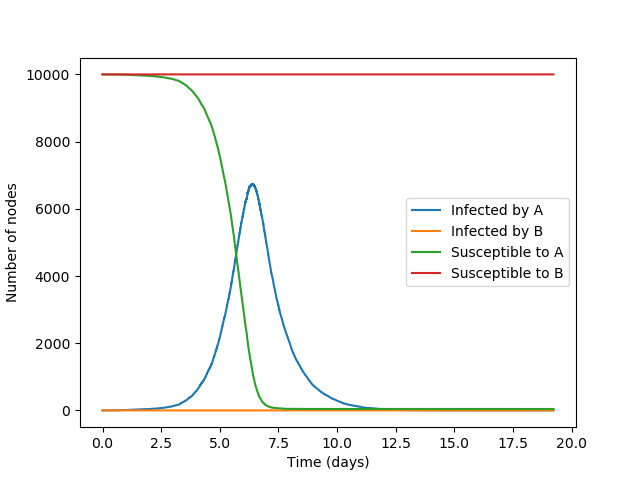 10000
8000
6000
4000
2000
0
Number of nodes
Infected by A
Infected by B
Susceptible to A
Susceptible to B
0.0 2.5 5.0 7.5 10.0 12.5 15.0 17.5 20.0
Time (days)